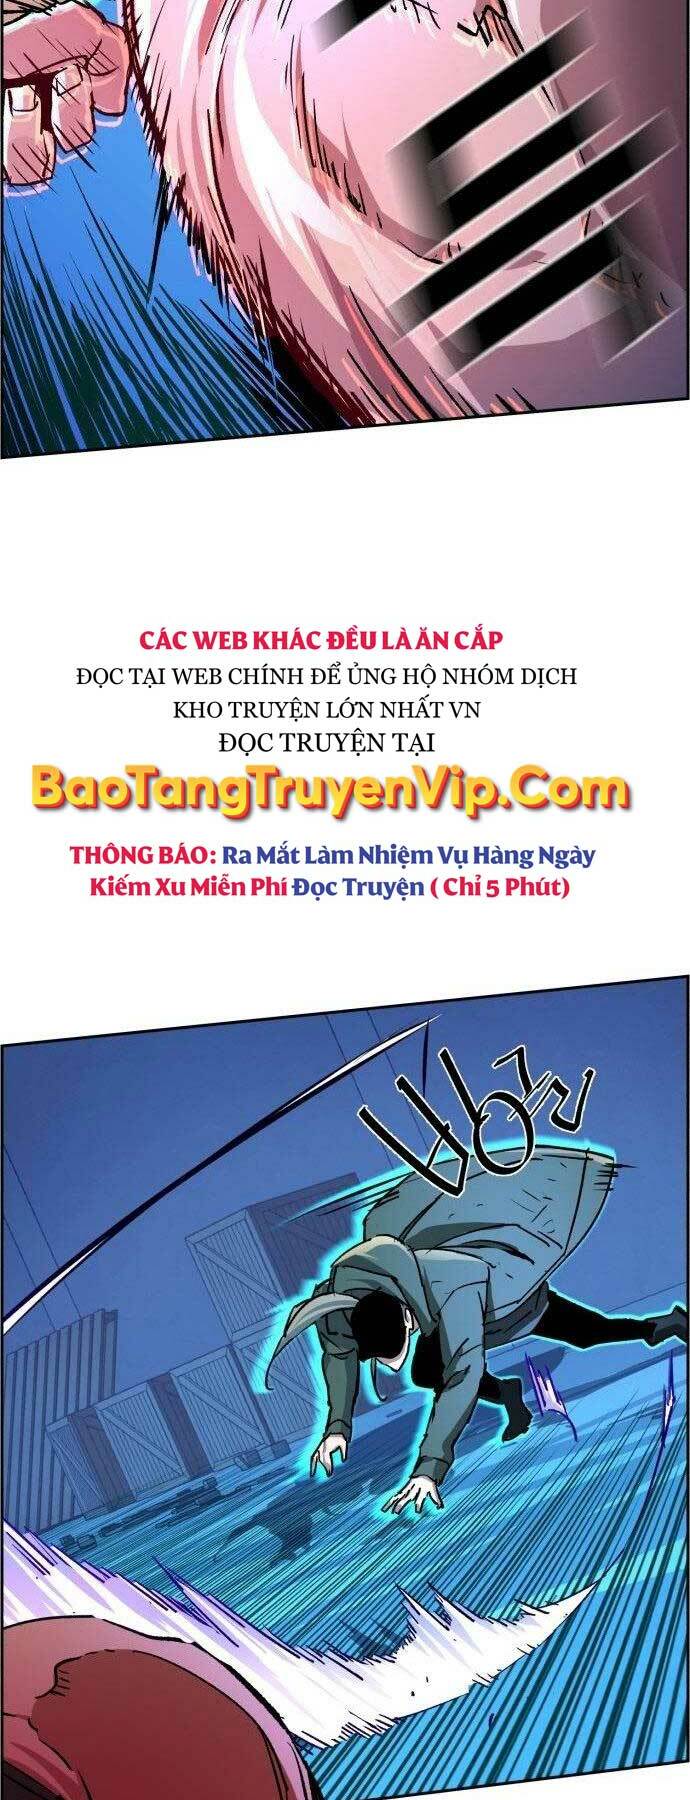 CÁC WEB KHÁC ĐỀU LÀ ĂN CẮP
ĐỌC TẠI WEB CHÍNH ĐỂ ỦNG HỘ NHÓM DỊCH
KHO TRUYỆN LỚN NHẤT VN
ĐỌC TRUYỆN TẠI
BaoTangTruyenVip.Com
THÔNG BÁO: Ra Mắt Làm Nhiệm Vụ Hàng Ngày
Kiếm Xu Miễn Phí Đọc Truyện ( Chỉ 5 Phút)